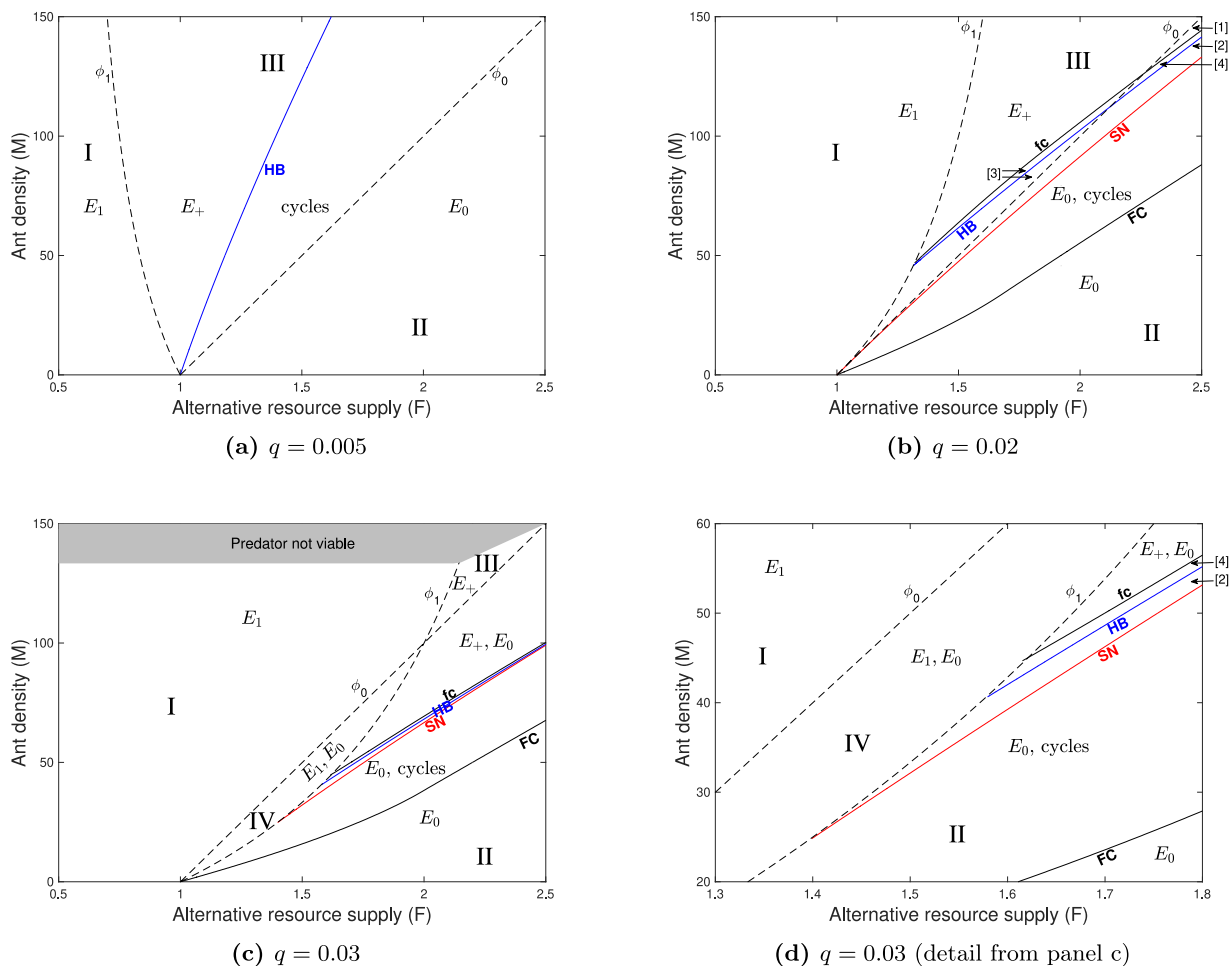 150
100
50
0
0.5
1
1.5
2
2.5
Ant density (M)
Alternative resource supply (F)
ϕ1
III
ϕ0
I
HB
E1
E+
cycles
E0
II
(a) q = 0.005
150
100
50
0
0.5
1
1.5
2
2.5
Ant density (M)
Alternative resource supply (F)
ϕ1
ϕ0
[1]
[2]
[4]
III
E1
E+
fc
SN
I
[3]
E0, cycles
FC
HB
E0
II
(b) q = 0.02
150
100
50
0
0.5
1
1.5
2
2.5
Ant density (M)
Alternative resource supply (F)
Predator not viable
III
E+
ϕ1
E1
E+, E0
ϕ0
I
fc
HB
SN
E1, E0
E0, cycles
FC
IV
E0
II
(c) q = 0.03
60
50
40
30
20
1.3
1.4
1.5
1.6
1.7
1.8
Ant density (M)
Alternative resource supply (F)
E+, E0
[4]
[2]
E1
ϕ0
ϕ1
fc
HB
SN
I
E1, E0
IV
E0, cycles
II
FC
E0
(d) q = 0.03 (detail from panel c)